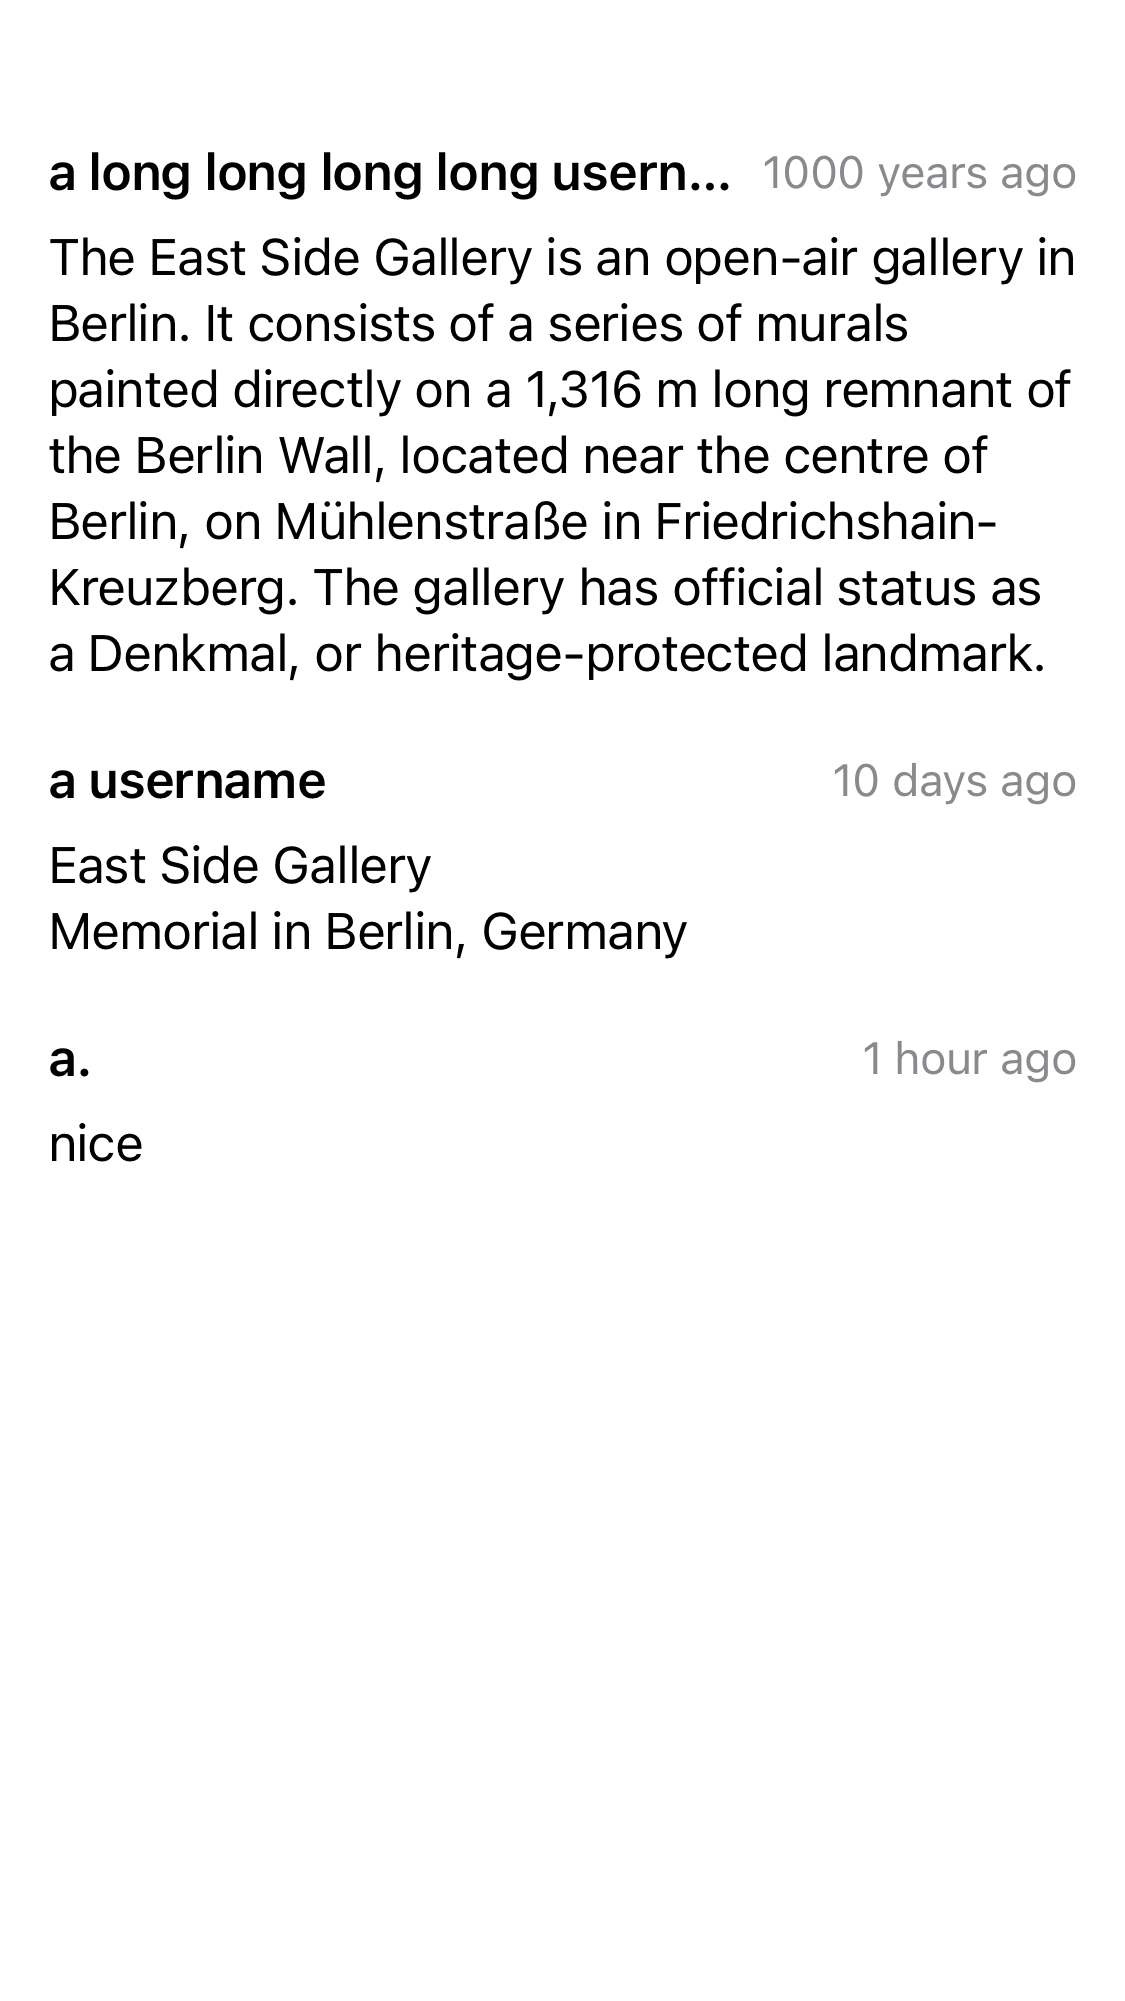 a long long long long usern... 1000 years ago
The East Side Gallery is an open-air gallery in
Berlin. It consists of a series of murals
painted directly on a 1,316 m long remnant of
the Berlin Wall, located near the centre of
Berlin, on Mühlenstraße in Friedrichshain-
Kreuzberg. The gallery has official status as
a Denkmal, or heritage-protected landmark.
a username 10 days ago
East Side Gallery
Memorial in Berlin, Germany
a. 1 hour ago
nice